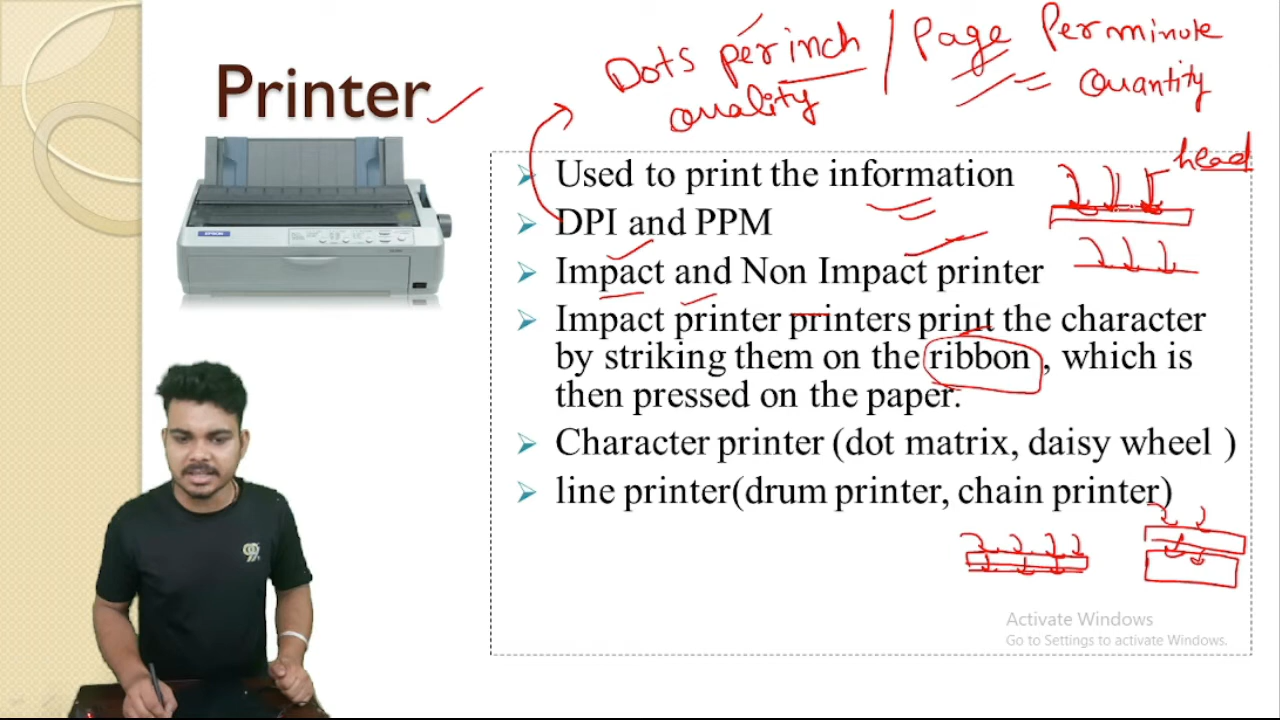 Dots per inch / Page Per minute
quality
Quantity
Printer
head
EPSON
Used to print the information
DPI and PPM
Impact and Non Impact printer
Impact printer printers print the character
by striking them on the ribbon , which is
then pressed on the paper.
Character printer (dot matrix, daisy wheel )
line printer(drum printer, chain printer)
99
Activate Windows
Go to Settings to activate Windows.